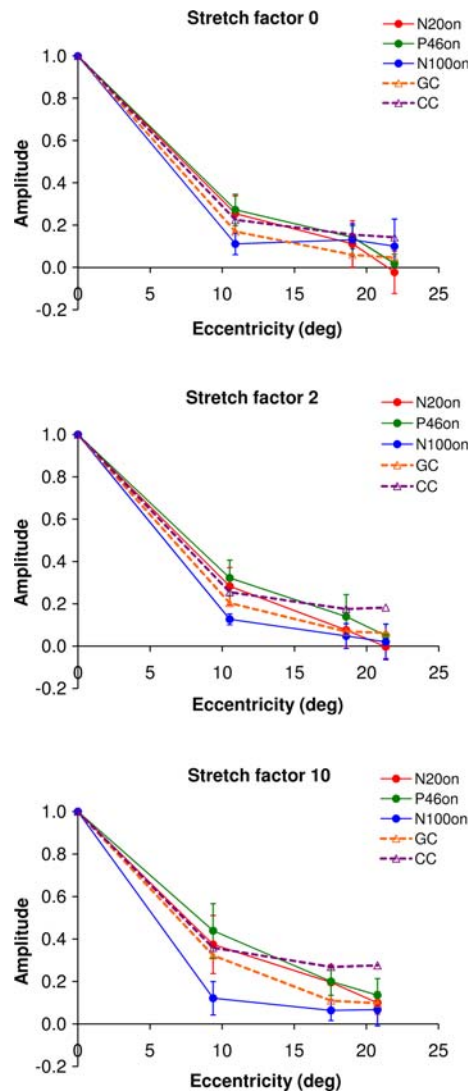 Stretch factor 0
N20on
P46on
N100on
GC
CC
1.0
0.8
0.6
0.4
0.2
0.0
-0.2
Amplitude
0 5 10 15 20 25
Eccentricity (deg)
Stretch factor 2
N20on
P46on
N100on
GC
CC
1.0
0.8
0.6
0.4
0.2
0.0
-0.2
Amplitude
0 5 10 15 20 25
Eccentricity (deg)
Stretch factor 10
N20on
P46on
N100on
GC
CC
1.0
0.8
0.6
0.4
0.2
0.0
-0.2
Amplitude
0 5 10 15 20 25
Eccentricity (deg)